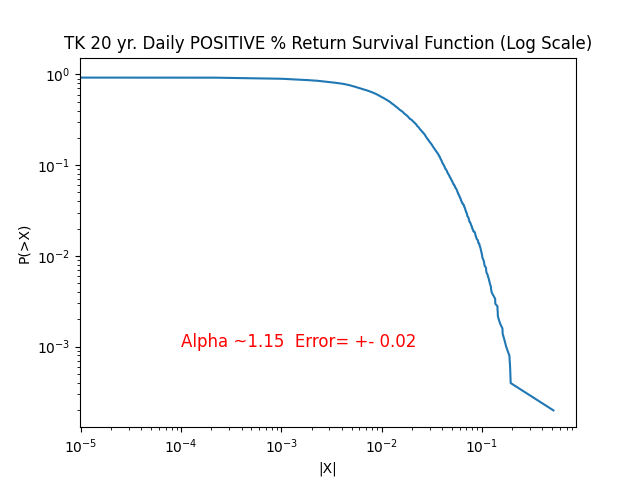 TK 20 yr. Daily POSITIVE % Return Survival Function (Log Scale)
10⁰
10⁻¹
10⁻²
10⁻³
P(>X)
Alpha ~1.15  Error= +- 0.02
10⁻⁵ 10⁻⁴ 10⁻³ 10⁻² 10⁻¹
|X|